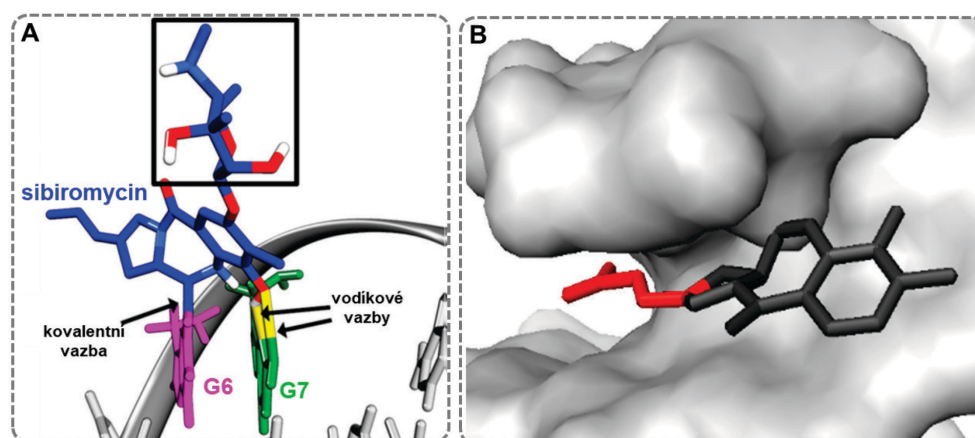 A
B
sibiromycin
kovalentní
vazba
vodíkové
vazby
G6
G7